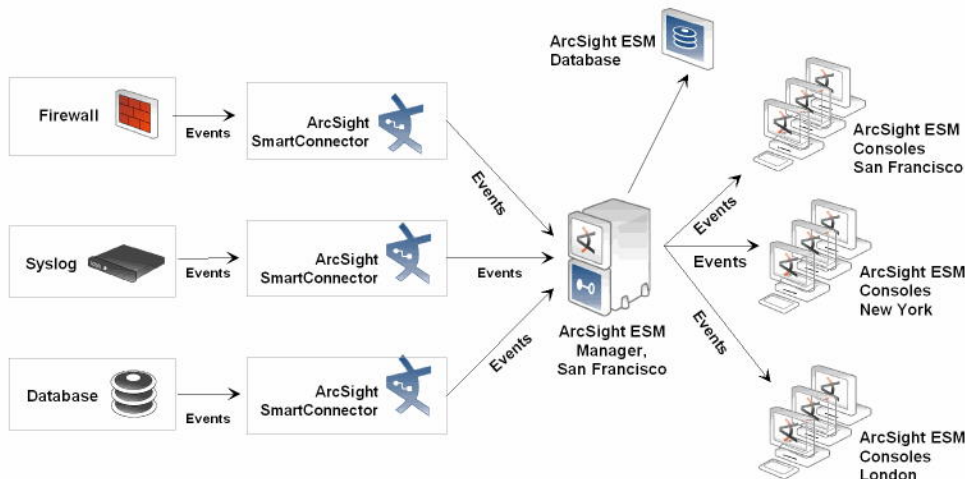 ArcSight ESM
Database
Firewall
Events
ArcSight
SmartConnector
Events
ArcSight ESM
Consoles
San Francisco
Events
Syslog
Events
ArcSight
SmartConnector
Events
Events
ArcSight ESM
Consoles
New York
ArcSight ESM
Manager,
San Francisco
Events
Events
Database
Events
ArcSight
SmartConnector
ArcSight ESM
Consoles
London